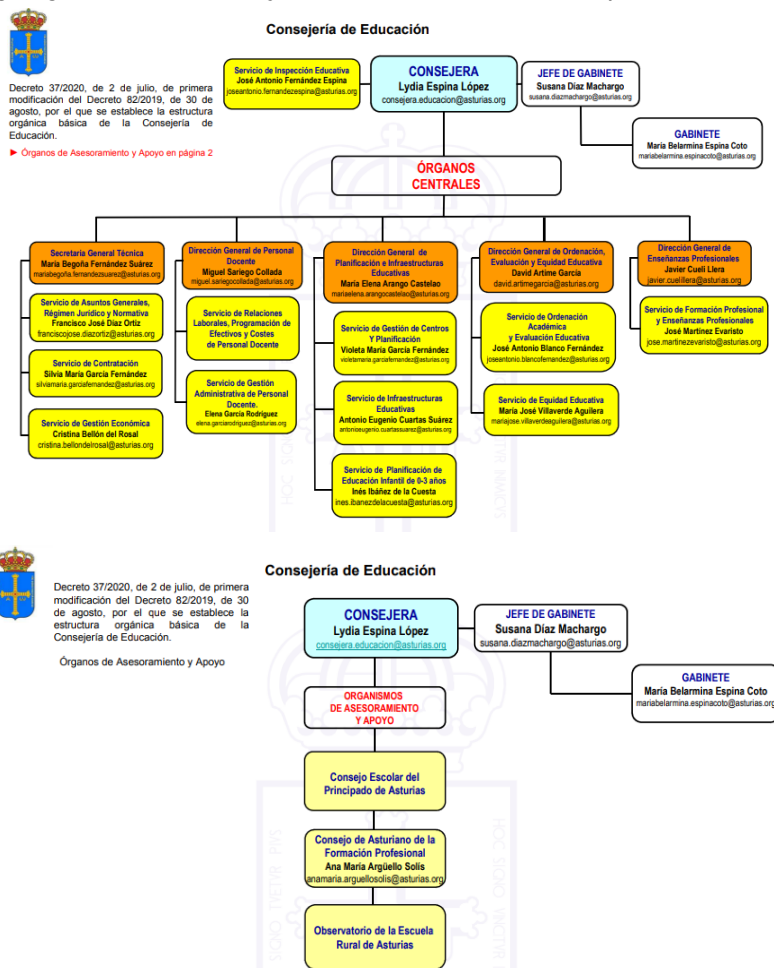 Consejería de Educación
Decreto 37/2020, de 2 de julio, de primera
modificación del Decreto 82/2019, de 30 de
agosto, por el que se establece la estructura
orgánica básica de la Consejería de
Educación.
► Órganos de Asesoramiento y Apoyo en página 2
Servicio de Inspección Educativa
José Antonio Fernández Espina
joseantonio.fernandezespina@asturias.org
CONSEJERA
Lydia Espina López
consejera.educacion@asturias.org
JEFE DE GABINETE
Susana Díaz Machargo
susana.diazmachargo@asturias.org
GABINETE
María Belarmina Espina Coto
mariabelarmina.espinacoto@asturias.org
ÓRGANOS
CENTRALES
Secretaria General Técnica
María Begoña Fernández Suárez
mariabegoña.fernandezsuarez@asturias.org
Servicio de Asuntos Generales,
Régimen Jurídico y Normativa
Francisco José Díaz Ortiz
franciscojose.diazortiz@asturias.org
Servicio de Contratación
Silvia María García Fernández
silviamaria.garciafernandez@asturias.org
Servicio de Gestión Económica
Cristina Bellón del Rosal
cristina.bellondelrosal@asturias.org
Dirección General de Personal
Docente
Miguel Sariego Collada
miguel.sariegocollada@asturias.org
Servicio de Relaciones
Laborales, Programación de
Efectivos y Costes
de Personal Docente
Servicio de Gestión
Administrativa de Personal
Docente.
Elena García Rodríguez
elena.garciarodriguez@asturias.org
Dirección General de
Planificación e Infraestructuras
Educativas
María Elena Arango Castelao
mariaelena.arangocastelao@asturias.org
Servicio de Gestión de Centros
Y Planificación
Violeta María García Fernández
violetamaria.garciafernandez@asturias.org
Servicio de Infraestructuras
Educativas
Antonio Eugenio Cuartas Suárez
antonioeugenio.cuartassuarez@asturias.org
Servicio de Planificación de
Educación Infantil de 0-3 años
Inés Ibáñez de la Cuesta
ines.ibanezdelacuesta@asturias.org
Dirección General de Ordenación,
Evaluación y Equidad Educativa
David Artime García
david.artimegarcia@asturias.org
Servicio de Ordenación
Académica
y Evaluación Educativa
José Antonio Blanco Fernández
joseantonio.blancofernandez@asturias.org
Servicio de Equidad Educativa
María José Villaverde Aguilera
mariajose.villaverdeaguilera@asturias.org
Dirección General de
Enseñanzas Profesionales
Javier Cueli Llera
javier.cuelillera@asturias.org
Servicio de Formación Profesional
y Enseñanzas Profesionales
José Martínez Evaristo
jose.martinezevaristo@asturias.org
Consejería de Educación
Decreto 37/2020, de 2 de julio, de primera
modificación del Decreto 82/2019, de 30
de agosto, por el que se establece la
estructura orgánica básica de la
Consejería de Educación.
Órganos de Asesoramiento y Apoyo
CONSEJERA
Lydia Espina López
consejera.educacion@asturias.org
JEFE DE GABINETE
Susana Díaz Machargo
susana.diazmachargo@asturias.org
GABINETE
María Belarmina Espina Coto
mariabelarmina.espinacoto@asturias.org
ORGANISMOS
DE ASESORAMIENTO
Y APOYO
Consejo Escolar del
Principado de Asturias
Consejo de Asturiano de la
Formación Profesional
Ana María Argüello Solís
anamaria.arguellosolis@asturias.org
Observatorio de la Escuela
Rural de Asturias